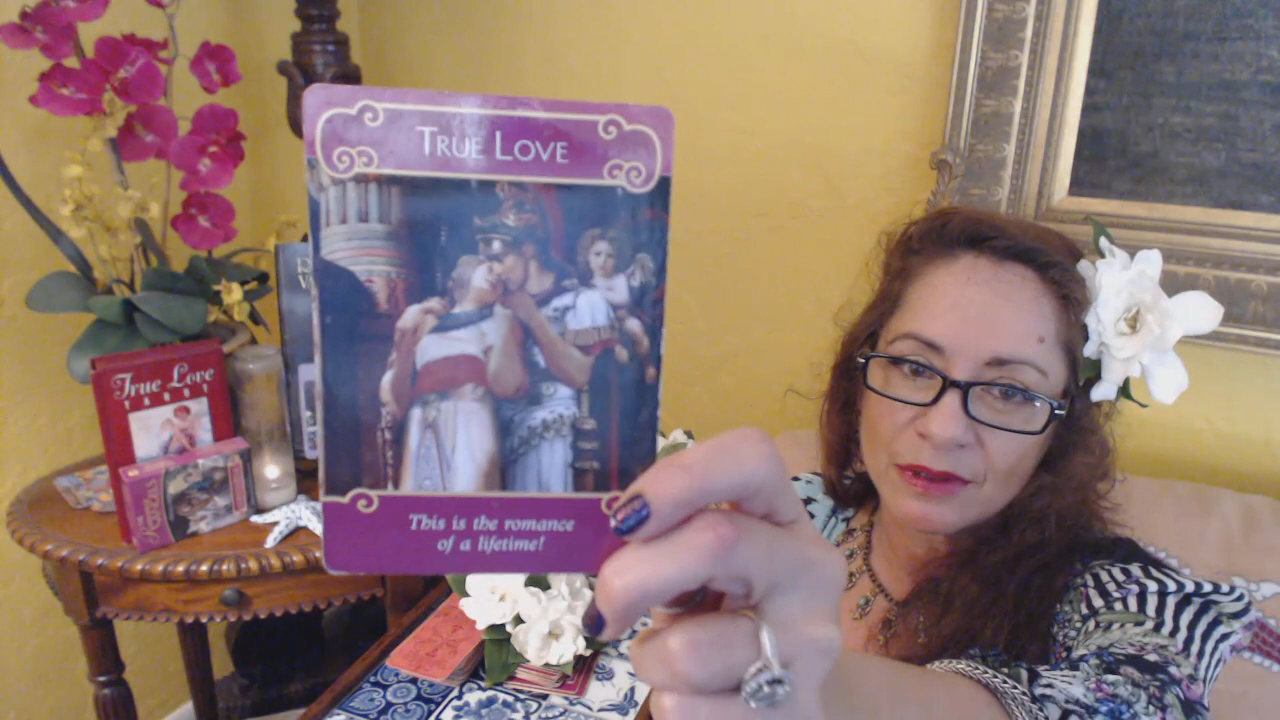 TRUE LOVE
This is the romance
of a lifetime!
True Love
TAROT